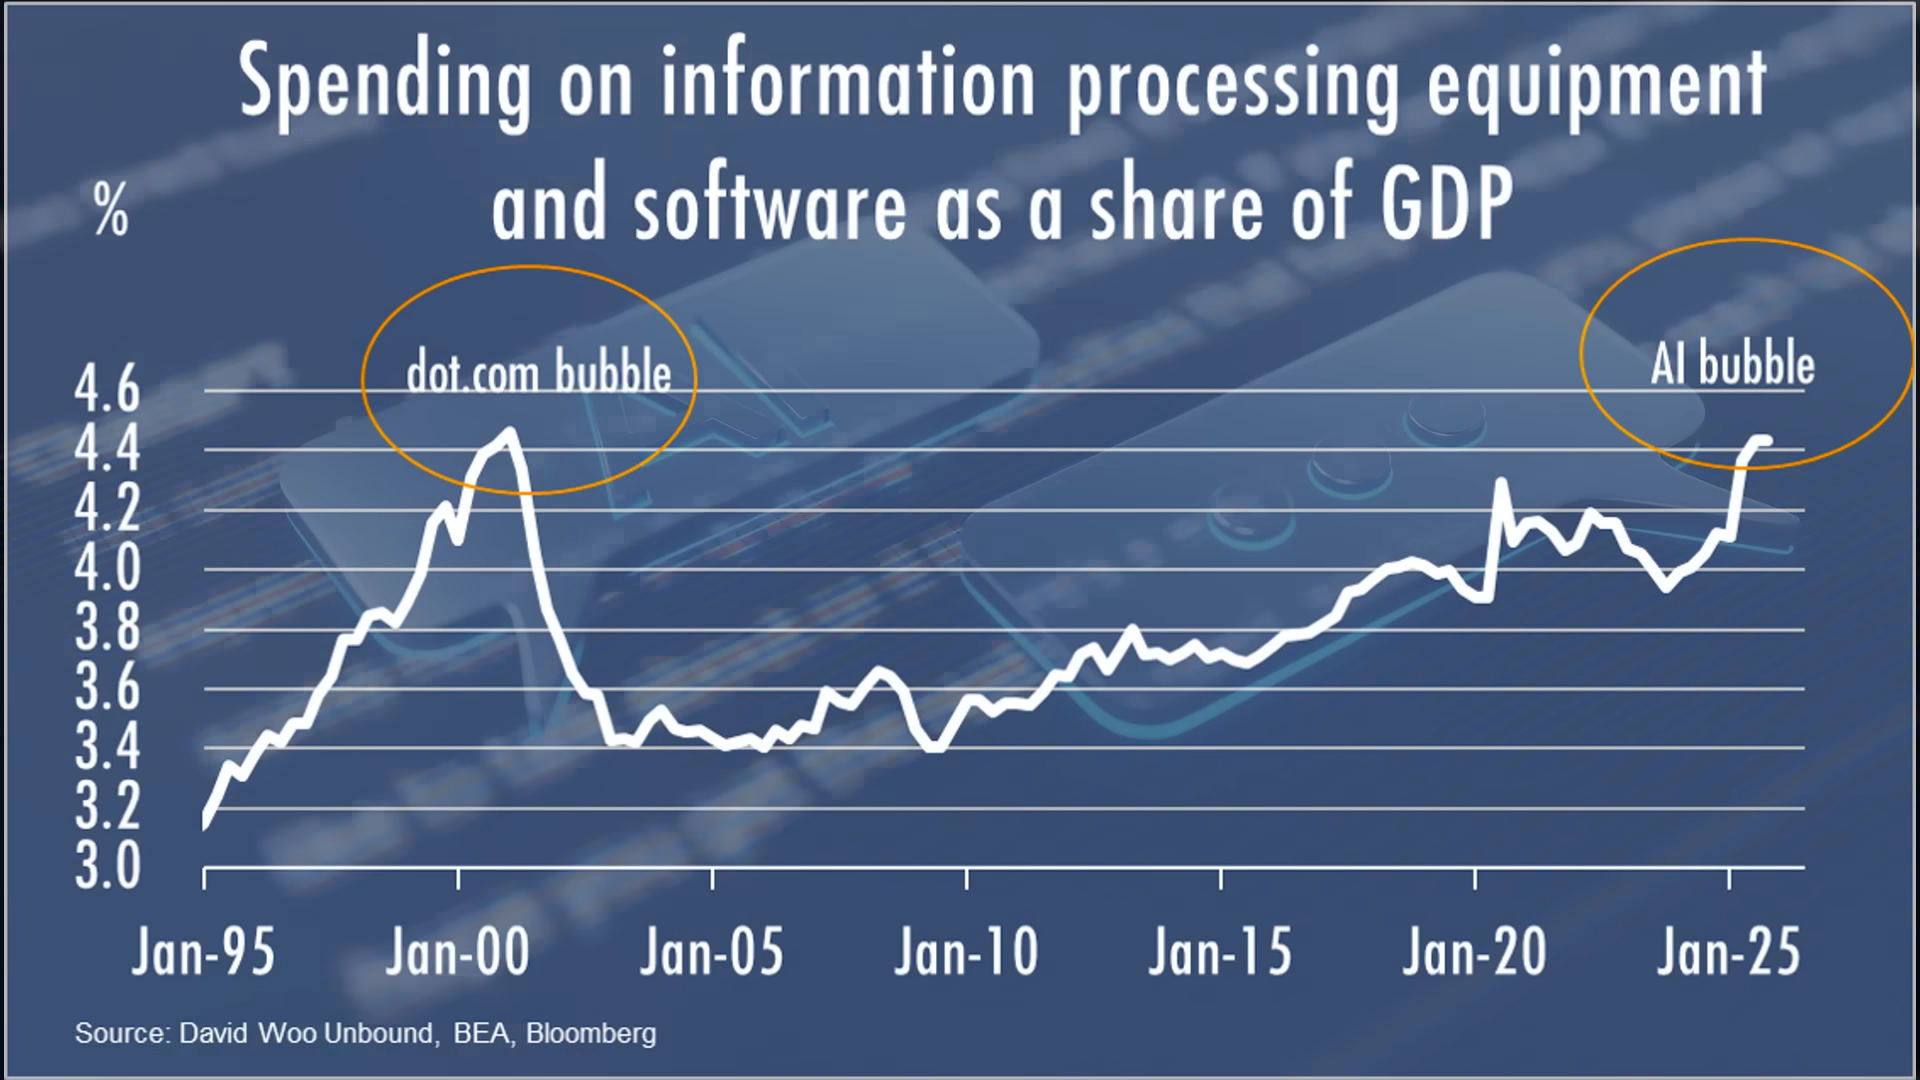 Spending on information processing equipment
and software as a share of GDP
%
dot.com bubble
AI bubble
4.6
4.4
4.2
4.0
3.8
3.6
3.4
3.2
3.0
Jan-95 Jan-00 Jan-05 Jan-10 Jan-15 Jan-20 Jan-25
Source: David Woo Unbound, BEA, Bloomberg